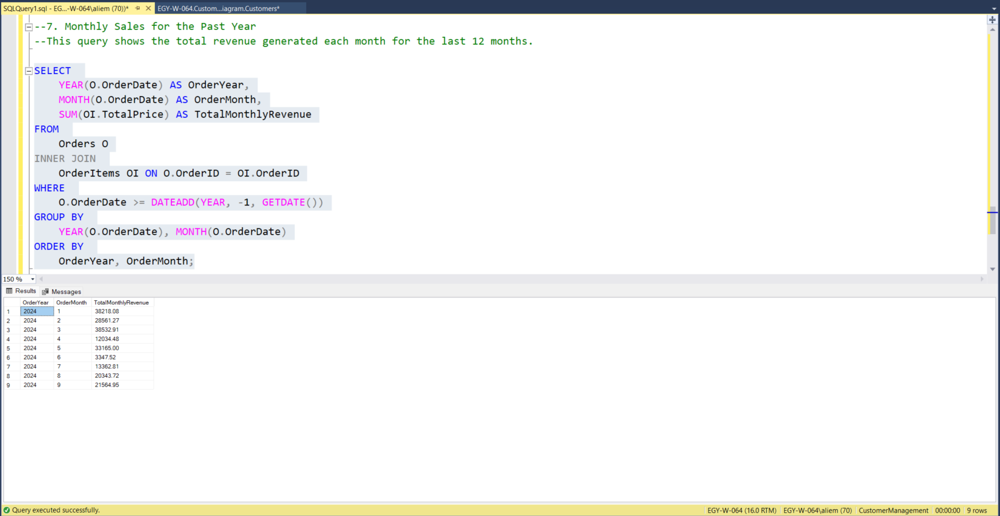 SQLQuery1.sql - EG...-W-064\aliem (70))* EGY-W-064.Custom...iagram.Customers*
--7. Monthly Sales for the Past Year
--This query shows the total revenue generated each month for the last 12 months.
SELECT
YEAR(O.OrderDate) AS OrderYear,
MONTH(O.OrderDate) AS OrderMonth,
SUM(OI.TotalPrice) AS TotalMonthlyRevenue
FROM
Orders O
INNER JOIN
OrderItems OI ON O.OrderID = OI.OrderID
WHERE
O.OrderDate >= DATEADD(YEAR, -1, GETDATE())
GROUP BY
YEAR(O.OrderDate), MONTH(O.OrderDate)
ORDER BY
OrderYear, OrderMonth;
150 %
Results Messages
OrderYear OrderMonth TotalMonthlyRevenue
1 2024 1 38218.08
2 2024 2 28561.27
3 2024 3 38532.91
4 2024 4 12034.48
5 2024 5 33165.00
6 2024 6 3347.52
7 2024 7 13362.81
8 2024 8 20343.72
9 2024 9 21564.95
Query executed successfully. EGY-W-064 (16.0 RTM) EGY-W-064\aliem (70) CustomerManagement 00:00:00 9 rows